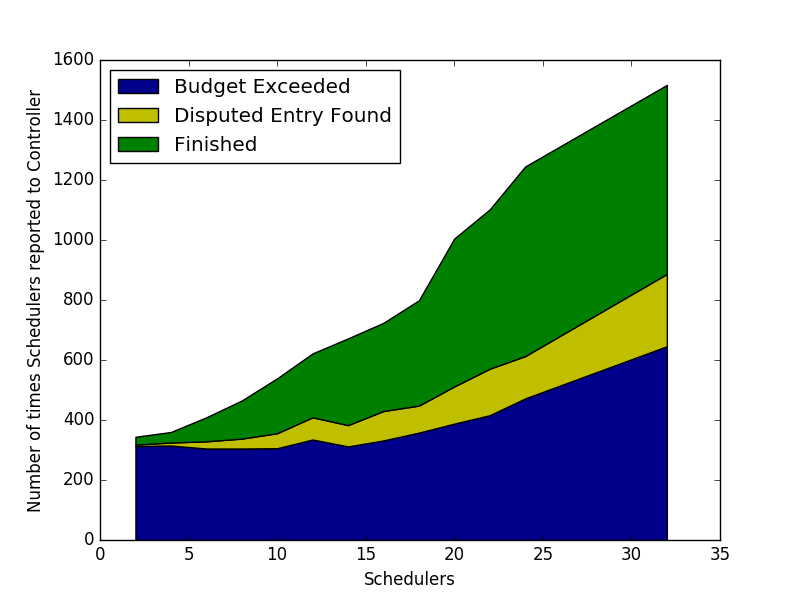 1600
1400
1200
1000
800
600
400
200
0
Number of times Schedulers reported to Controller
Budget Exceeded
Disputed Entry Found
Finished
0 5 10 15 20 25 30 35
Schedulers